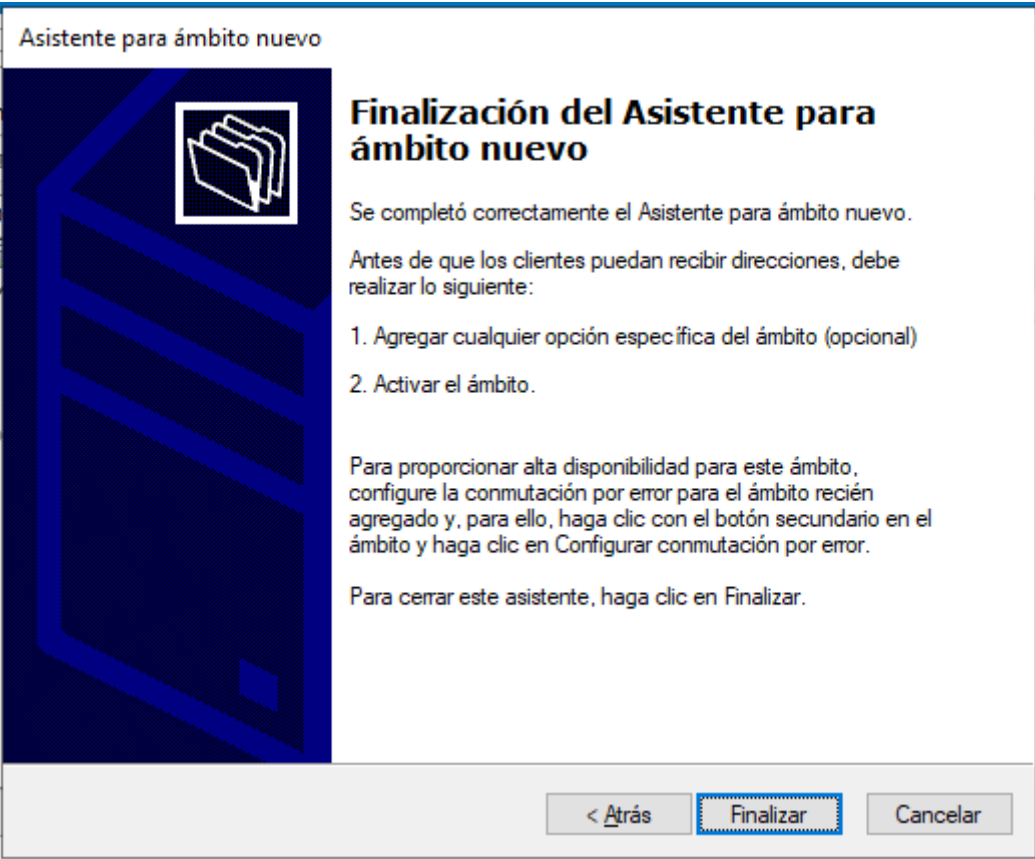 Asistente para ámbito nuevo
Finalización del Asistente para
ámbito nuevo
Se completó correctamente el Asistente para ámbito nuevo.
Antes de que los clientes puedan recibir direcciones, debe
realizar lo siguiente:
1. Agregar cualquier opción específica del ámbito (opcional)
2. Activar el ámbito.
Para proporcionar alta disponibilidad para este ámbito,
configure la conmutación por error para el ámbito recién
agregado y, para ello, haga clic con el botón secundario en el
ámbito y haga clic en Configurar conmutación por error.
Para cerrar este asistente, haga clic en Finalizar.
< Atrás Finalizar Cancelar